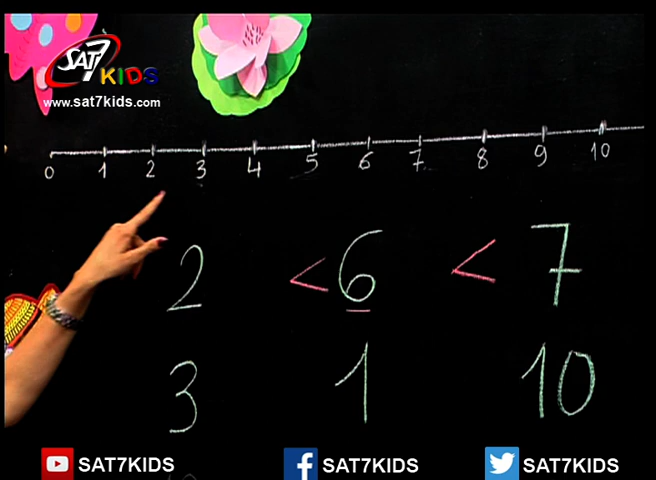 SAT7
KIDS
www.sat7kids.com
0 1 2 3 4 5 6 7 8 9 10
2 < 6 < 7
3 1 10
SAT7KIDS SAT7KIDS SAT7KIDS